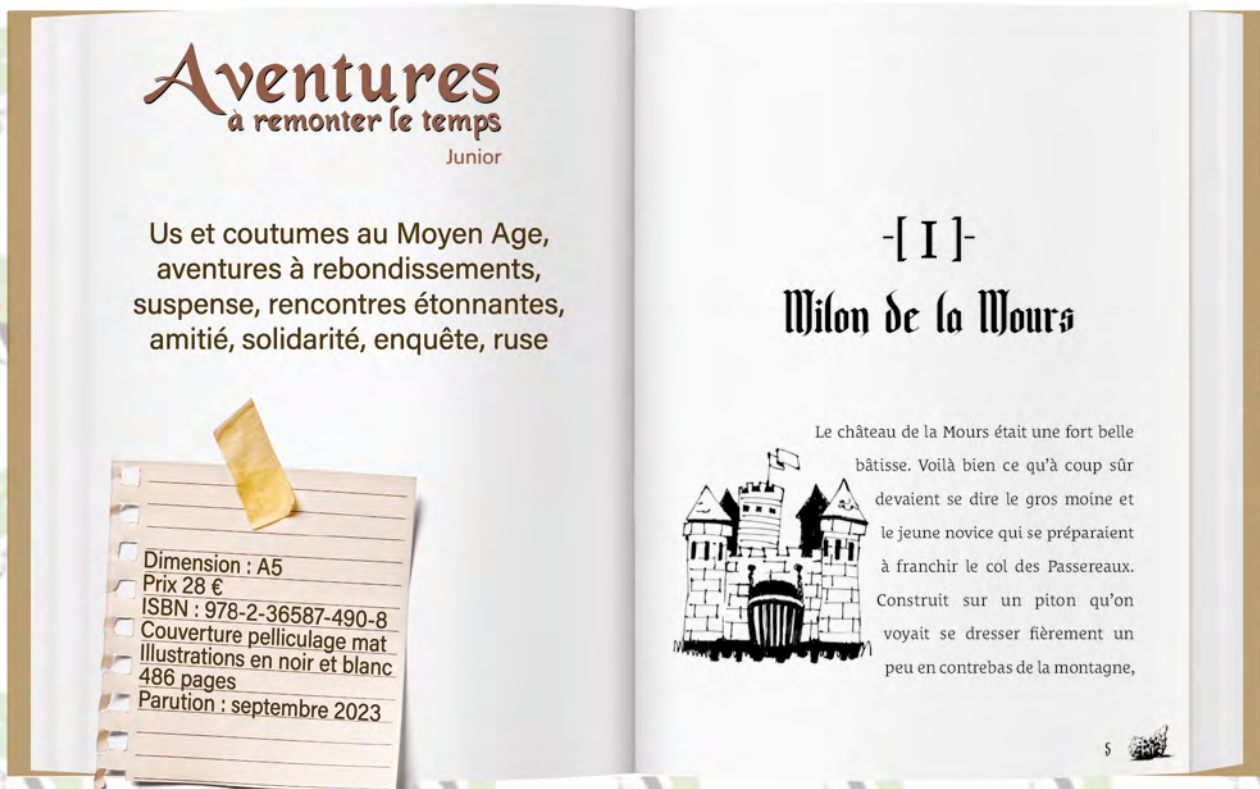 Aventures
à remonter le temps
Junior
Us et coutumes au Moyen Age,
aventures à rebondissements,
suspense, rencontres étonnantes,
amitié, solidarité, enquête, ruse
Dimension : A5
Prix 28 €
ISBN : 978-2-36587-490-8
Couverture pelliculage mat
Illustrations en noir et blanc
486 pages
Parution : septembre 2023
-[ I ]-
Milon de la Mours
Le château de la Mours était une fort belle
bâtisse. Voilà bien ce qu'à coup sûr
devaient se dire le gros moine et
le jeune novice qui se préparaient
à franchir le col des Passereaux.
Construit sur un piton qu'on
voyait se dresser fièrement un
peu en contrebas de la montagne,
5